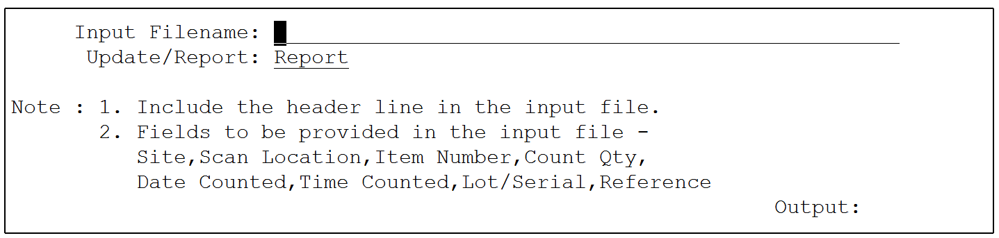 Input Filename:
Update/Report: Report
Note : 1. Include the header line in the input file.
2. Fields to be provided in the input file -
Site,Scan Location,Item Number,Count Qty,
Date Counted,Time Counted,Lot/Serial,Reference
Output: